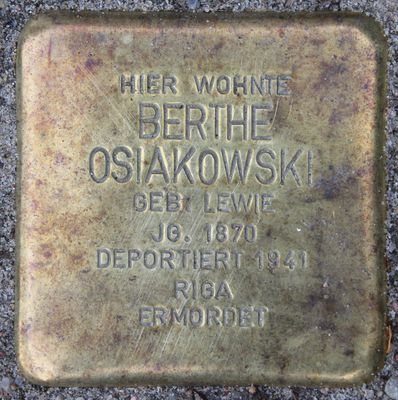 HIER WOHNTE
BERTHE
OSIAKOWSKI
GEB. LEWIE
JG. 1870
DEPORTIERT 1941
RIGA
ERMORDET